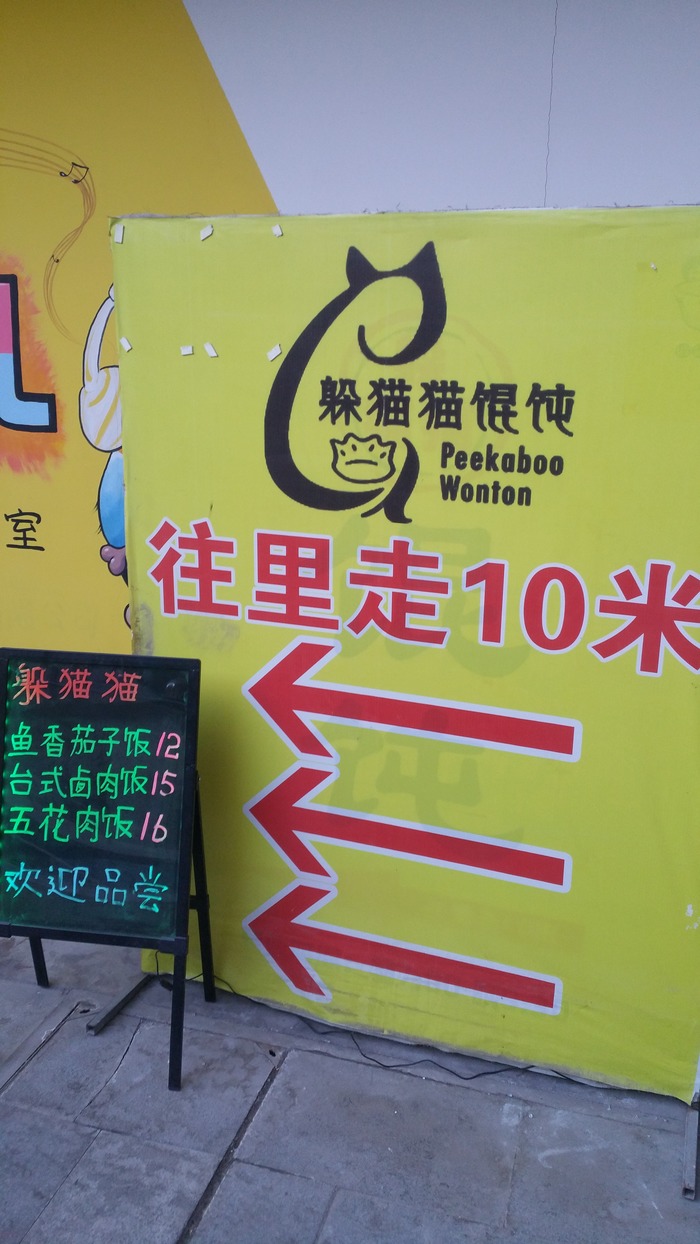 躲猫猫馄饨
Peekaboo
Wonton
往里走10米
室
躲猫猫
鱼香茄子饭12
台式卤肉饭15
五花肉饭16
欢迎品尝